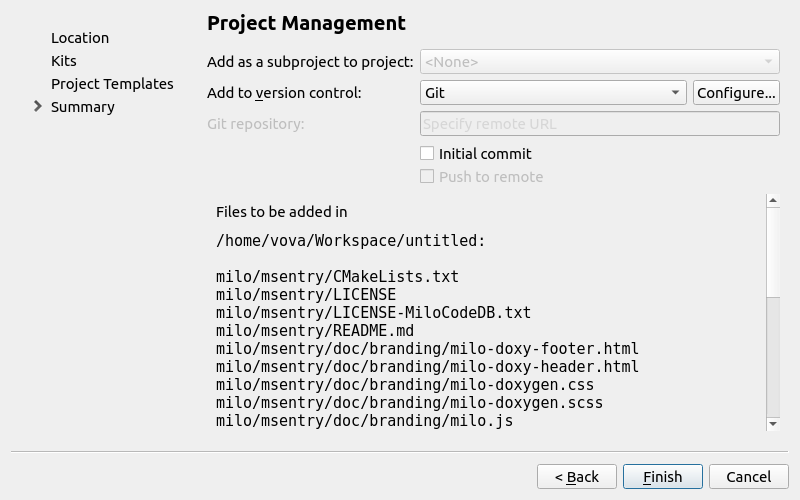 Location
Kits
Project Templates
Summary
Project Management
Add as a subproject to project: <None>
Add to version control: Git Configure...
Git repository: Specify remote URL
Initial commit
Push to remote
Files to be added in
/home/vova/Workspace/untitled:
milo/msentry/CMakeLists.txt
milo/msentry/LICENSE
milo/msentry/LICENSE-MiloCodeDB.txt
milo/msentry/README.md
milo/msentry/doc/branding/milo-doxy-footer.html
milo/msentry/doc/branding/milo-doxy-header.html
milo/msentry/doc/branding/milo-doxygen.css
milo/msentry/doc/branding/milo-doxygen.scss
milo/msentry/doc/branding/milo.js
< Back Finish Cancel